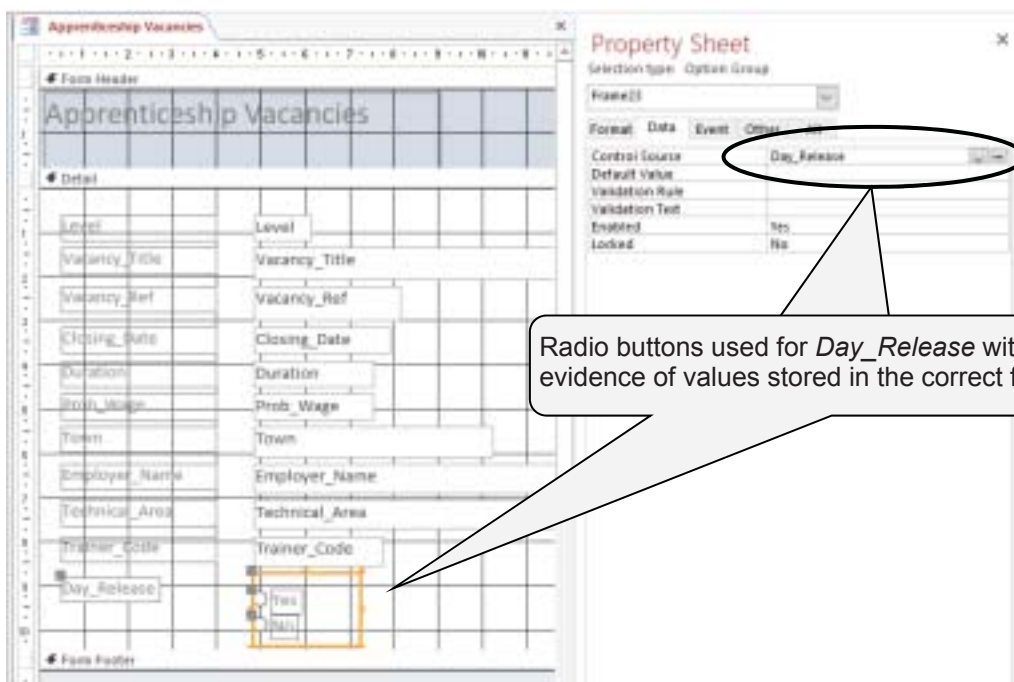 Apprenticeship Vacancies
Form Header
Apprenticeship Vacancies
Detail
Level Level
Vacancy_Title Vacancy_Title
Vacancy_Ref Vacancy_Ref
Closing_Date Closing_Date
Duration Duration
Prob_Wage Prob_Wage
Town Town
Employer_Name Employer_Name
Technical_Area Technical_Area
Trainer_Code Trainer_Code
Day_Release
Yes
No
Form Footer
Property Sheet
Selection type: Option Group
Frame23
Format Data Event Other All
Control Source Day_Release
Default Value
Validation Rule
Validation Text
Enabled Yes
Locked No
Radio buttons used for Day_Release wit
evidence of values stored in the correct f